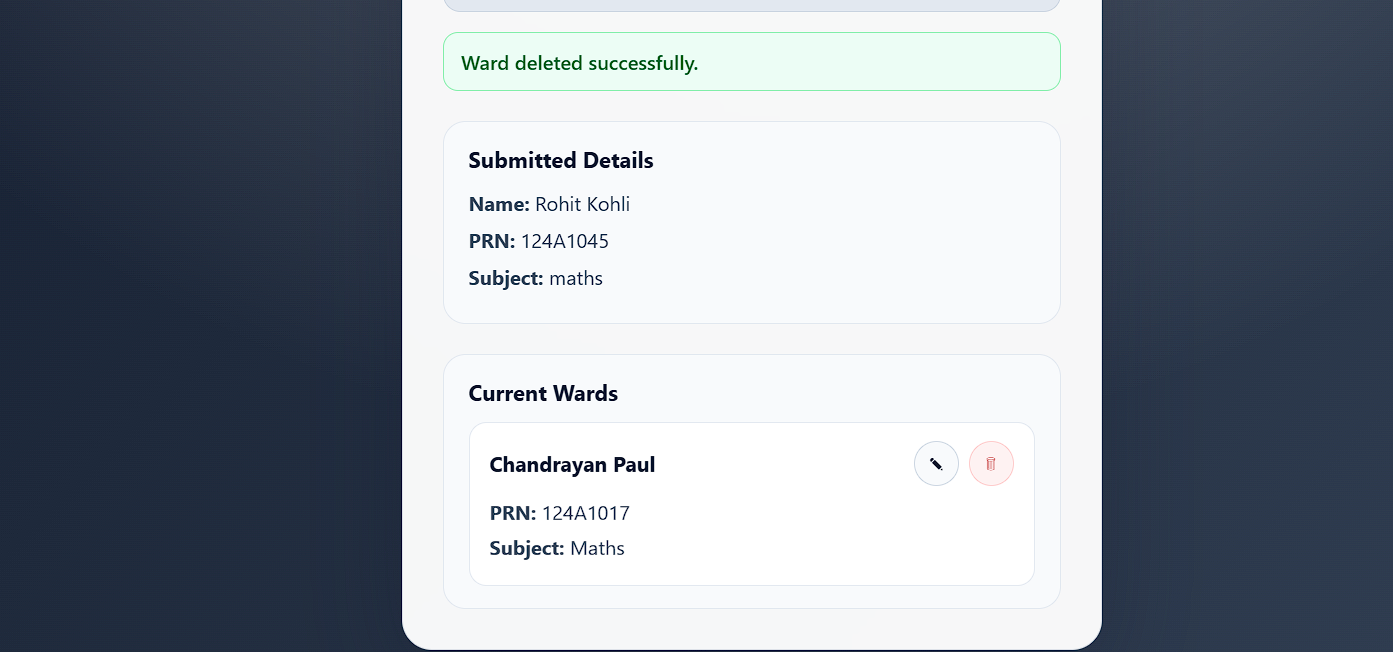 Ward deleted successfully.
Submitted Details
Name: Rohit Kohli
PRN: 124A1045
Subject: maths
Current Wards
Chandrayan Paul
PRN: 124A1017
Subject: Maths